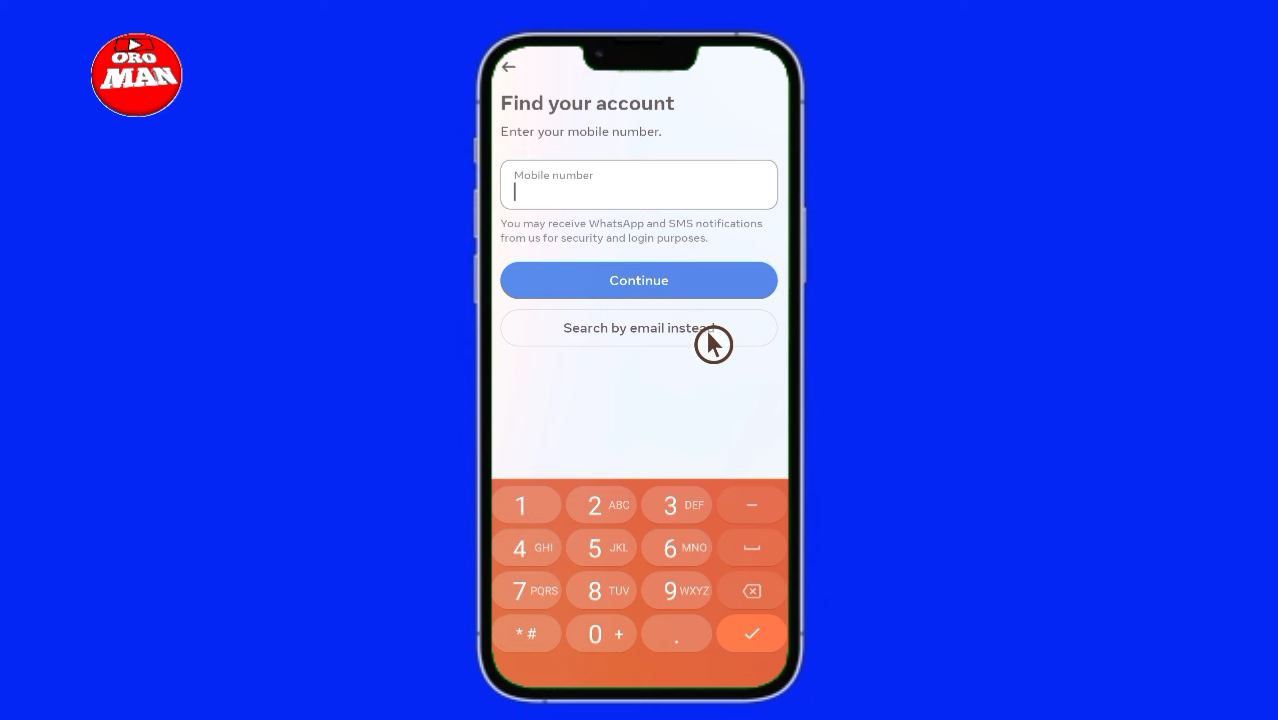 ORO
MAN
Find your account
Enter your mobile number.
Mobile number
You may receive WhatsApp and SMS notifications
from us for security and login purposes.
Continue
Search by email instead
1 2 ABC 3 DEF –
4 GHI 5 JKL 6 MNO
7 PQRS 8 TUV 9 WXYZ
* # 0 + .